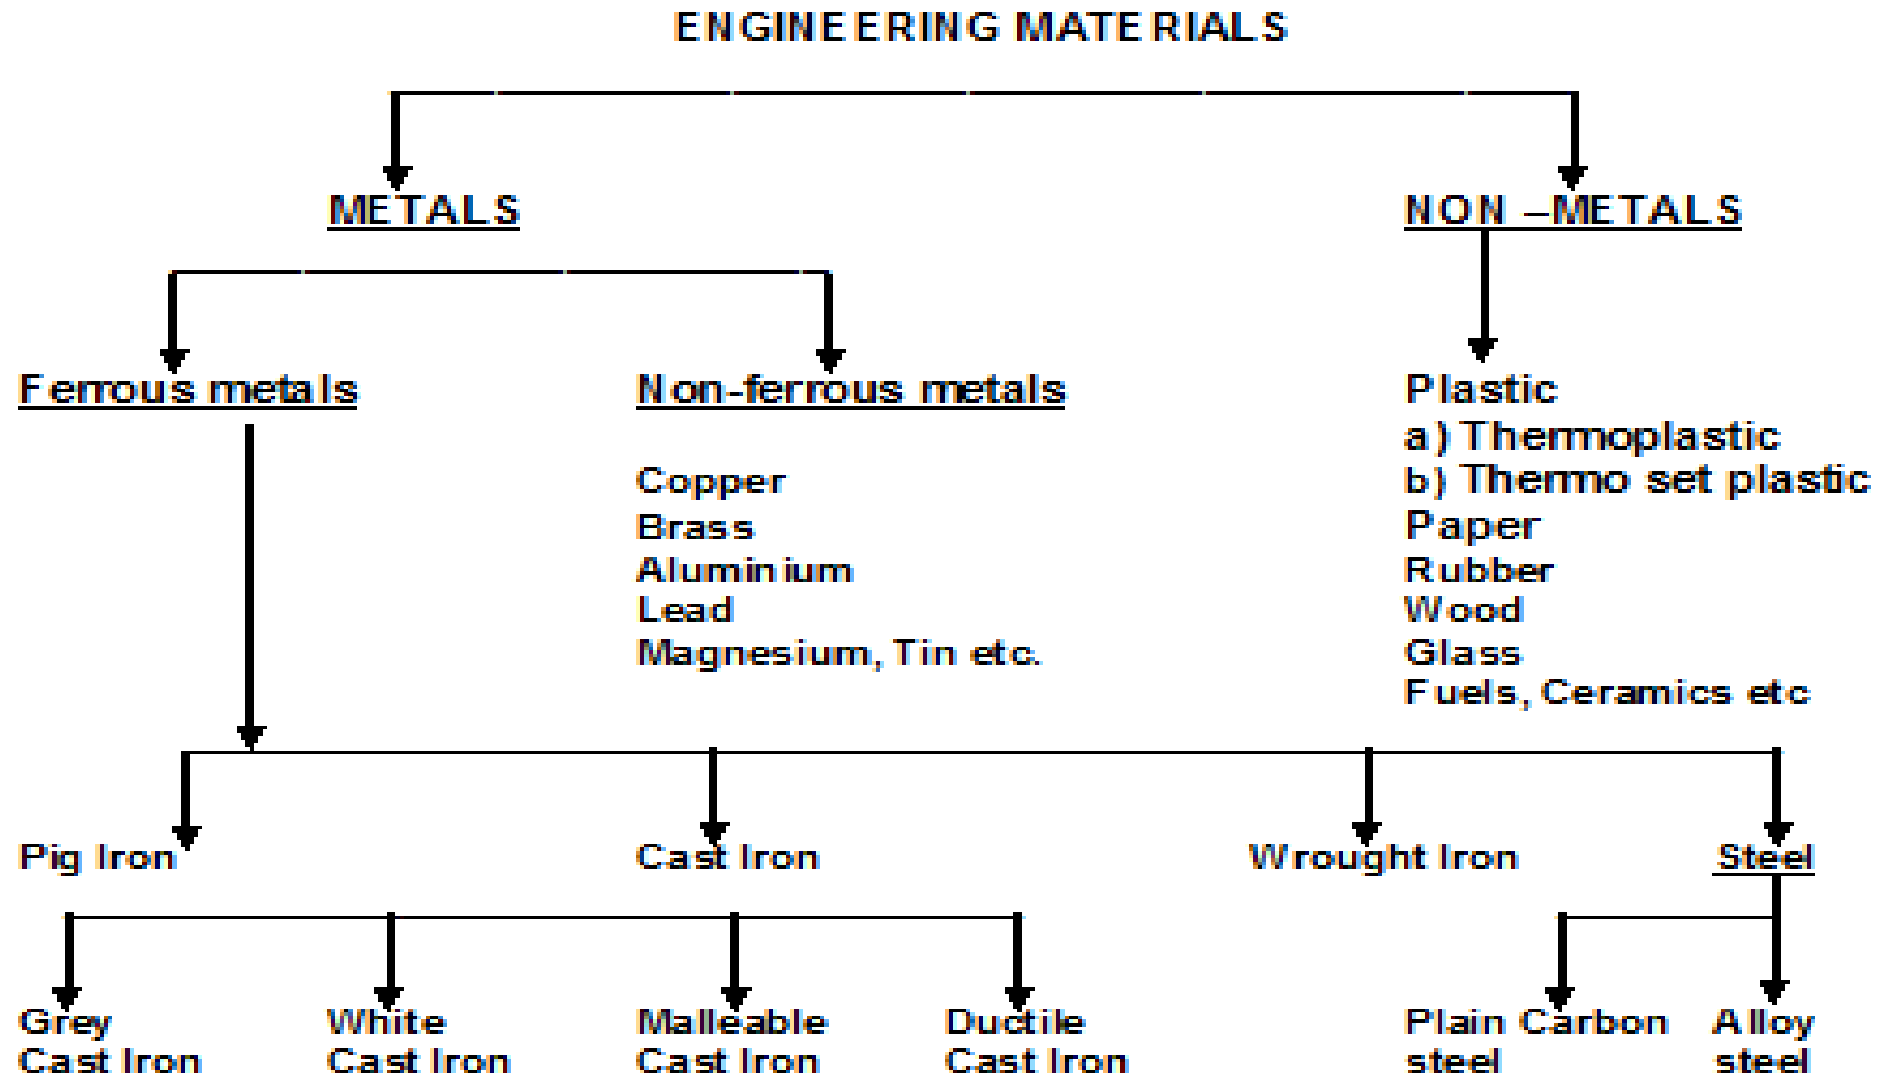 ENGINEERING MATERIALS
METALS
NON –METALS
Ferrous metals
Non-ferrous metals
Copper
Brass
Aluminium
Lead
Magnesium, Tin etc.
Plastic
a) Thermoplastic
b) Thermo set plastic
Paper
Rubber
Wood
Glass
Fuels, Ceramics etc
Pig Iron
Cast Iron
Wrought Iron
Steel
Grey
Cast Iron
White
Cast Iron
Malleable
Cast Iron
Ductile
Cast Iron
Plain Carbon
steel
Alloy
steel